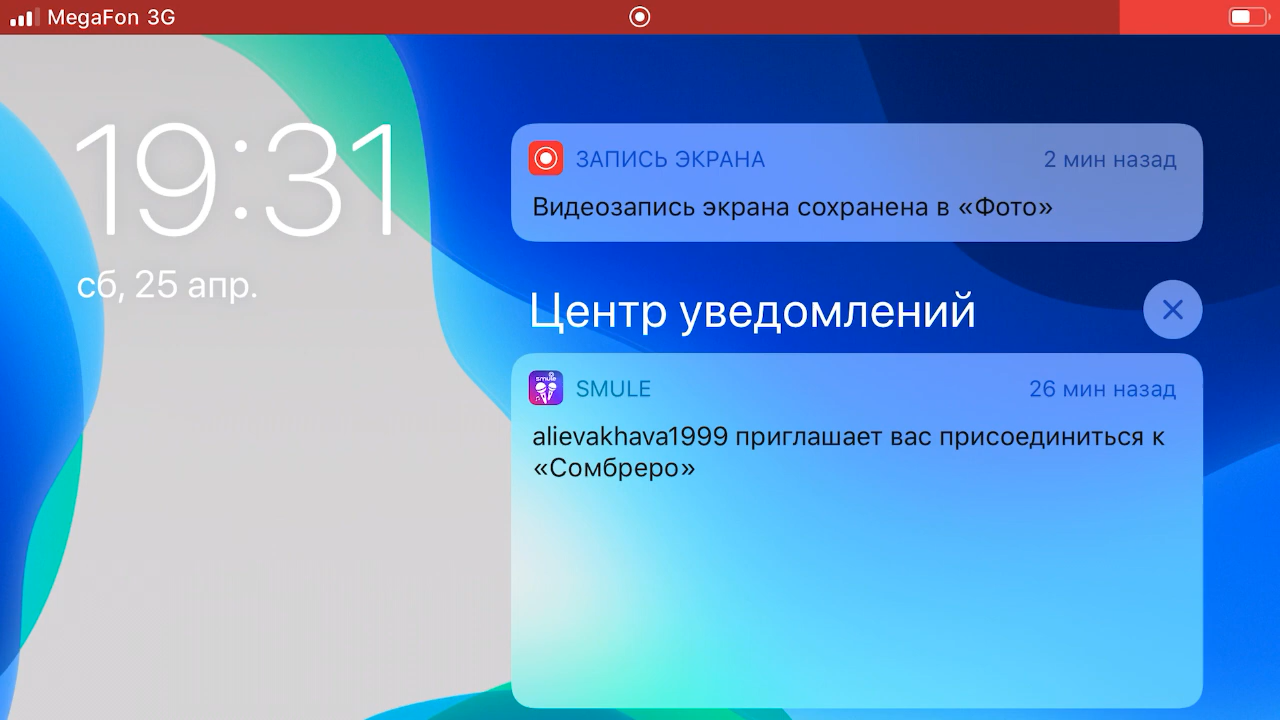 MegaFon 3G
19:31
сб, 25 апр.
ЗАПИСЬ ЭКРАНА 2 мин назад
Видеозапись экрана сохранена в «Фото»
Центр уведомлений
smule
SMULE 26 мин назад
alievakhava1999 приглашает вас присоединиться к
«Сомбреро»